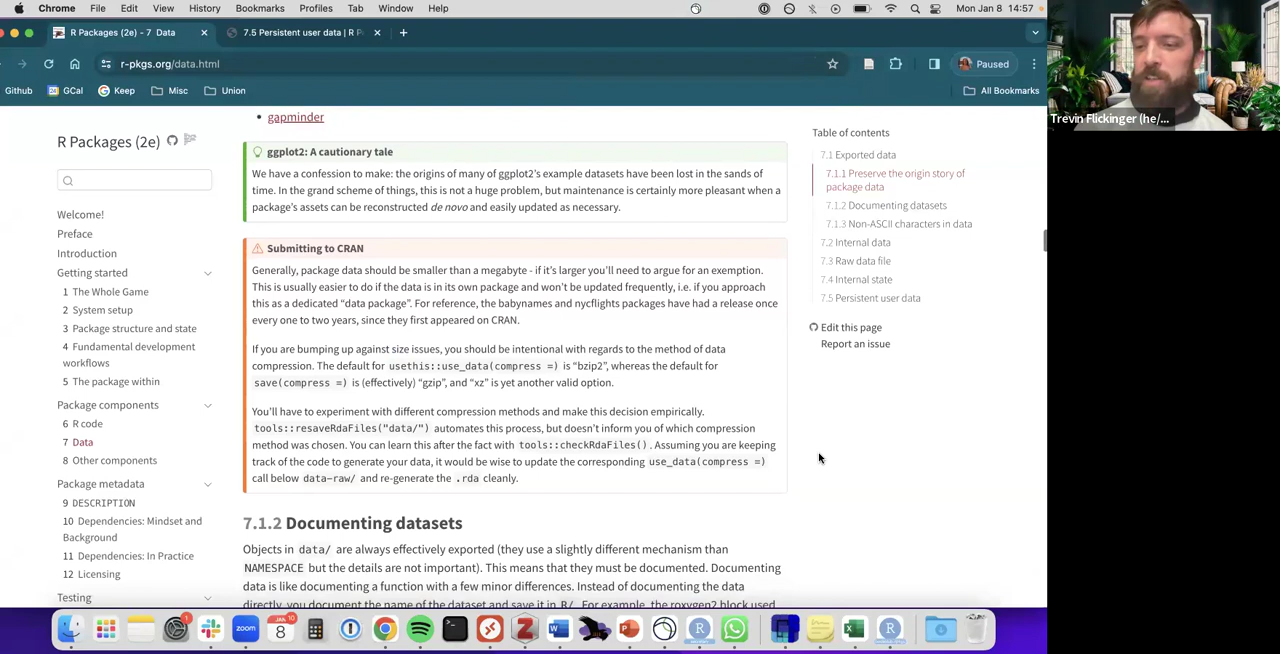 Chrome File Edit View History Bookmarks Profiles Tab Window Help Mon Jan 8 14:57
R Packages (2e) - 7 Data 7.5 Persistent user data | R P
r-pkgs.org/data.html Paused
Github GCal Keep Misc Union All Bookmarks
Trevin Flickinger (he/...
R Packages (2e)
Welcome!
Preface
Introduction
Getting started
1 The Whole Game
2 System setup
3 Package structure and state
4 Fundamental development
workflows
5 The package within
Package components
6 R code
7 Data
8 Other components
Package metadata
9 DESCRIPTION
10 Dependencies: Mindset and
Background
11 Dependencies: In Practice
12 Licensing
Testing
• gapminder
ggplot2: A cautionary tale
We have a confession to make: the origins of many of ggplot2's example datasets have been lost in the sands of
time. In the grand scheme of things, this is not a huge problem, but maintenance is certainly more pleasant when a
package's assets can be reconstructed de novo and easily updated as necessary.
Submitting to CRAN
Generally, package data should be smaller than a megabyte - if it's larger you'll need to argue for an exemption.
This is usually easier to do if the data is in its own package and won't be updated frequently, i.e. if you approach
this as a dedicated "data package". For reference, the babynames and nycflights packages have had a release once
every one to two years, since they first appeared on CRAN.
If you are bumping up against size issues, you should be intentional with regards to the method of data
compression. The default for usethis::use_data(compress =) is "bzip2", whereas the default for
save(compress =) is (effectively) "gzip", and "xz" is yet another valid option.
You'll have to experiment with different compression methods and make this decision empirically.
tools::resaveRdaFiles("data/") automates this process, but doesn't inform you of which compression
method was chosen. You can learn this after the fact with tools::checkRdaFiles(). Assuming you are keeping
track of the code to generate your data, it would be wise to update the corresponding use_data(compress =)
call below data-raw/ and re-generate the .rda cleanly.
7.1.2 Documenting datasets
Objects in data/ are always effectively exported (they use a slightly different mechanism than
NAMESPACE but the details are not important). This means that they must be documented. Documenting
data is like documenting a function with a few minor differences. Instead of documenting the data
directly, you document the name of the dataset and save it in R/. For example, the roxygen2 block used
Table of contents
7.1 Exported data
7.1.1 Preserve the origin story of
package data
7.1.2 Documenting datasets
7.1.3 Non-ASCII characters in data
7.2 Internal data
7.3 Raw data file
7.4 Internal state
7.5 Persistent user data
Edit this page
Report an issue
zoom
8